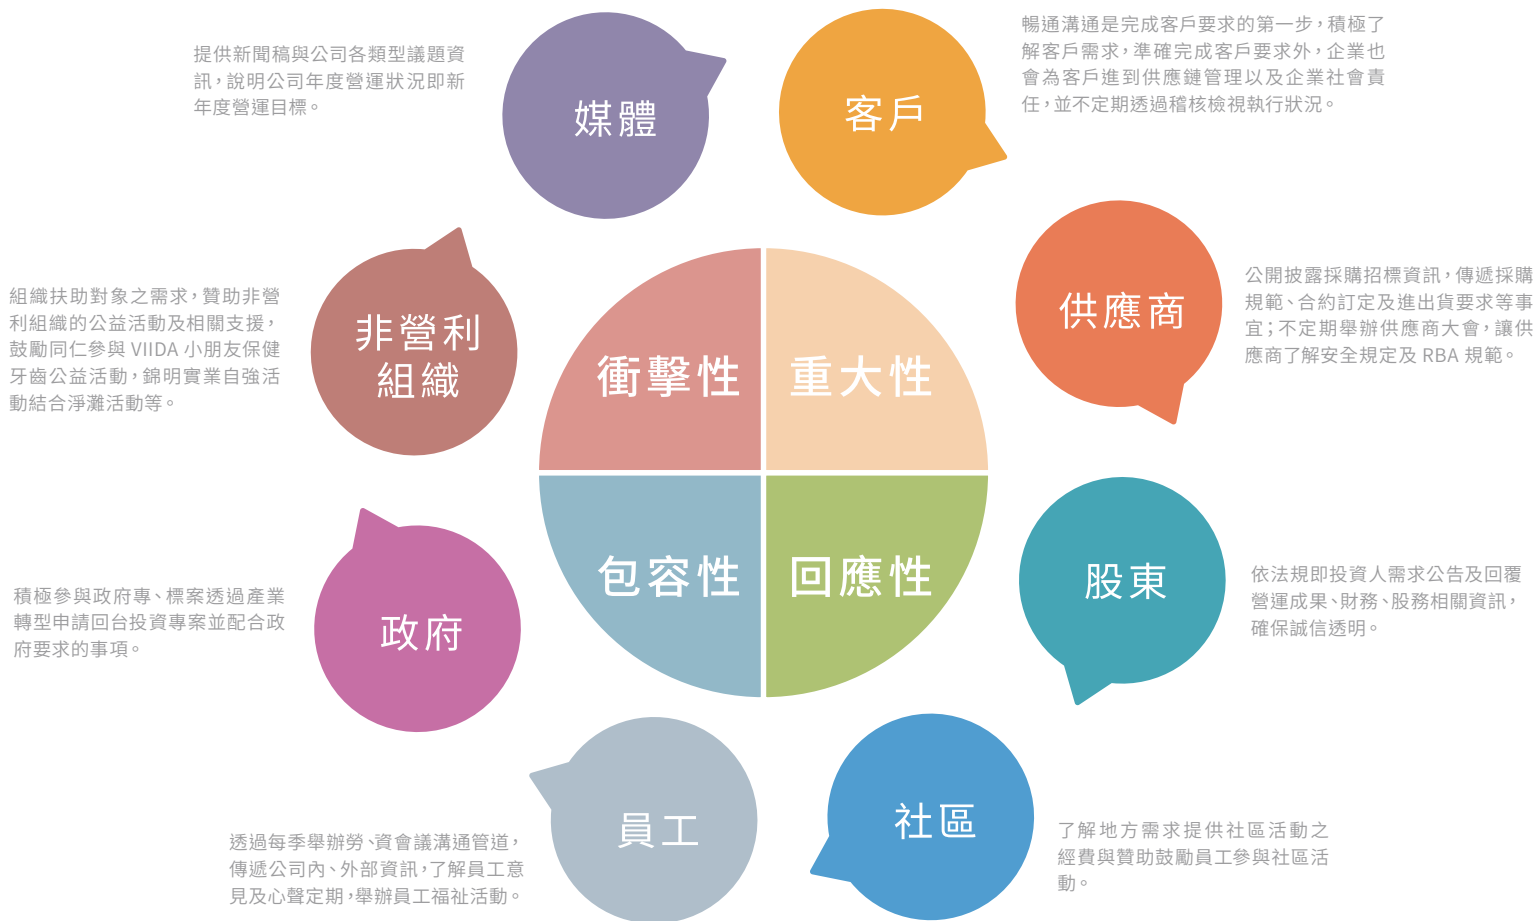 媒體
提供新聞稿與公司各類型議題資
訊，說明公司年度營運狀況即新
年度營運目標。
客戶
暢通溝通是完成客戶要求的第一步，積極了
解客戶需求，準確完成客戶要求外，企業也
會為客戶進到供應鏈管理以及企業社會責
任，並不定期透過稽核檢視執行狀況。
供應商
公開披露採購招標資訊，傳遞採購
規範、合約訂定及進出貨要求等事
宜；不定期舉辦供應商大會，讓供
應商了解安全規定及 RBA 規範。
股東
依法規即投資人需求公告及回覆
營運成果、財務、股務相關資訊，
確保誠信透明。
社區
了解地方需求提供社區活動之
經費與贊助鼓勵員工參與社區活
動。
員工
透過每季舉辦勞、資會議溝通管道，
傳遞公司內、外部資訊，了解員工意
見及心聲定期，舉辦員工福祉活動。
政府
積極參與政府專、標案透過產業
轉型申請回台投資專案並配合政
府要求的事項。
非營利
組織
組織扶助對象之需求，贊助非營
利組織的公益活動及相關支援，
鼓勵同仁參與 VIIDA 小朋友保健
牙齒公益活動，錦明實業自強活
動結合淨灘活動等。
衝擊性
重大性
包容性
回應性